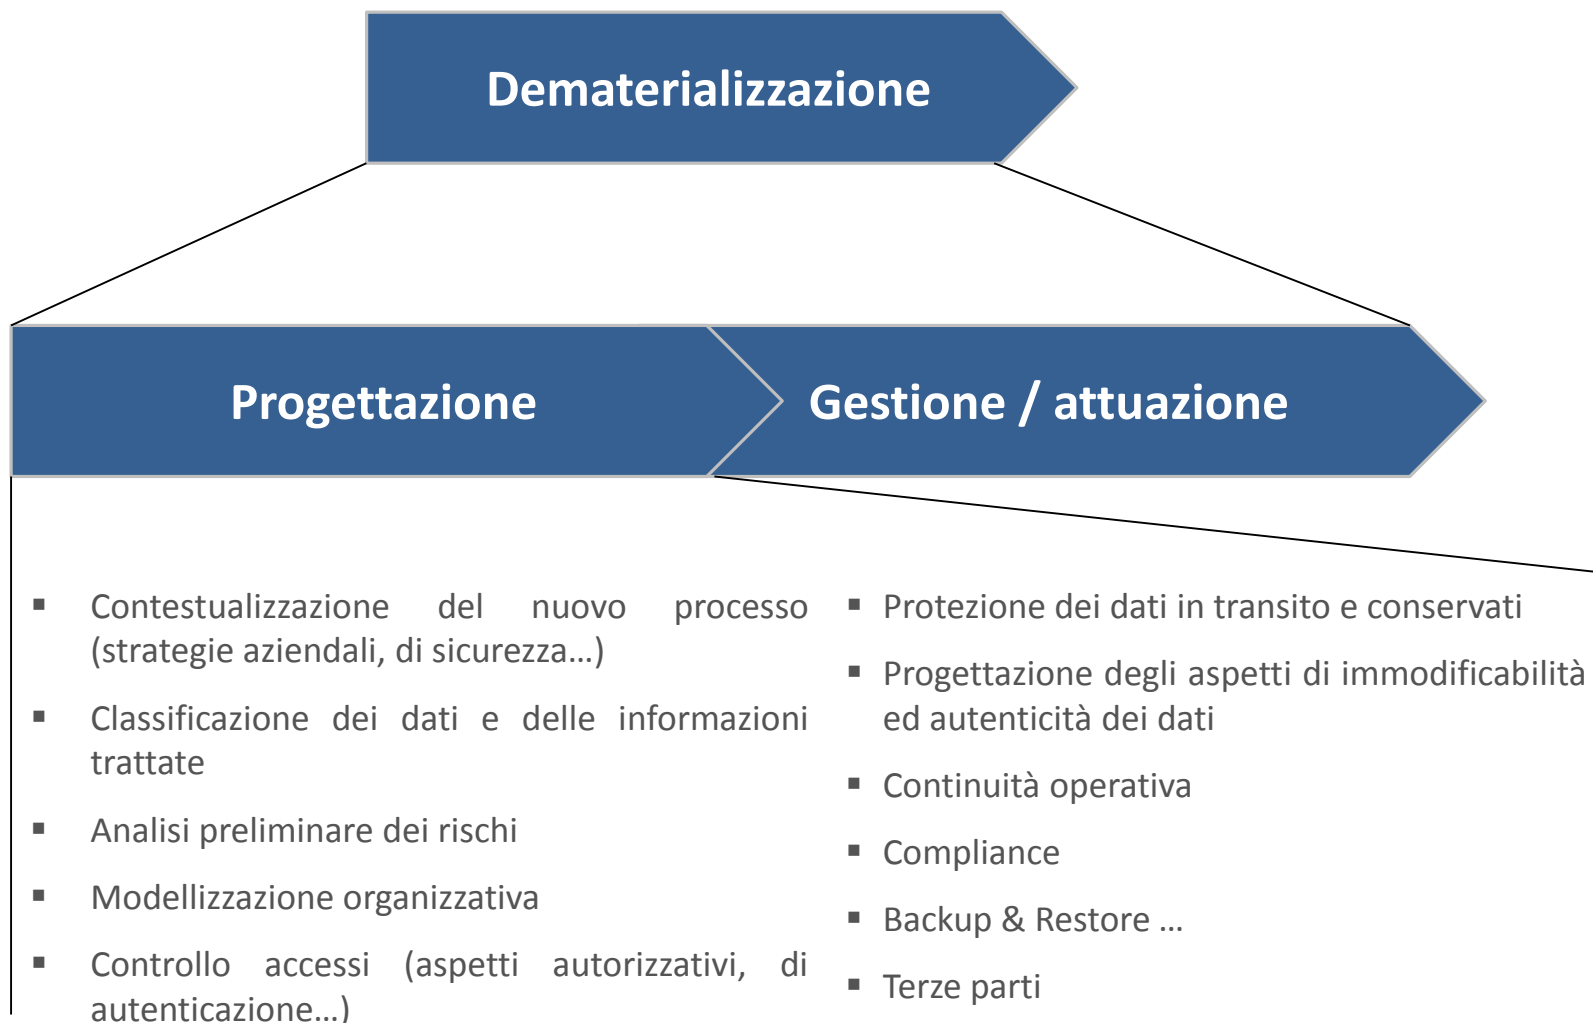 Dematerializzazione
Progettazione
Gestione / attuazione
▪ Contestualizzazione del nuovo processo
(strategie aziendali, di sicurezza…)
▪ Classificazione dei dati e delle informazioni
trattate
▪ Analisi preliminare dei rischi
▪ Modellizzazione organizzativa
▪ Controllo accessi (aspetti autorizzativi, di
autenticazione…)
▪ Protezione dei dati in transito e conservati
▪ Progettazione degli aspetti di immodificabilità
ed autenticità dei dati
▪ Continuità operativa
▪ Compliance
▪ Backup & Restore …
▪ Terze parti